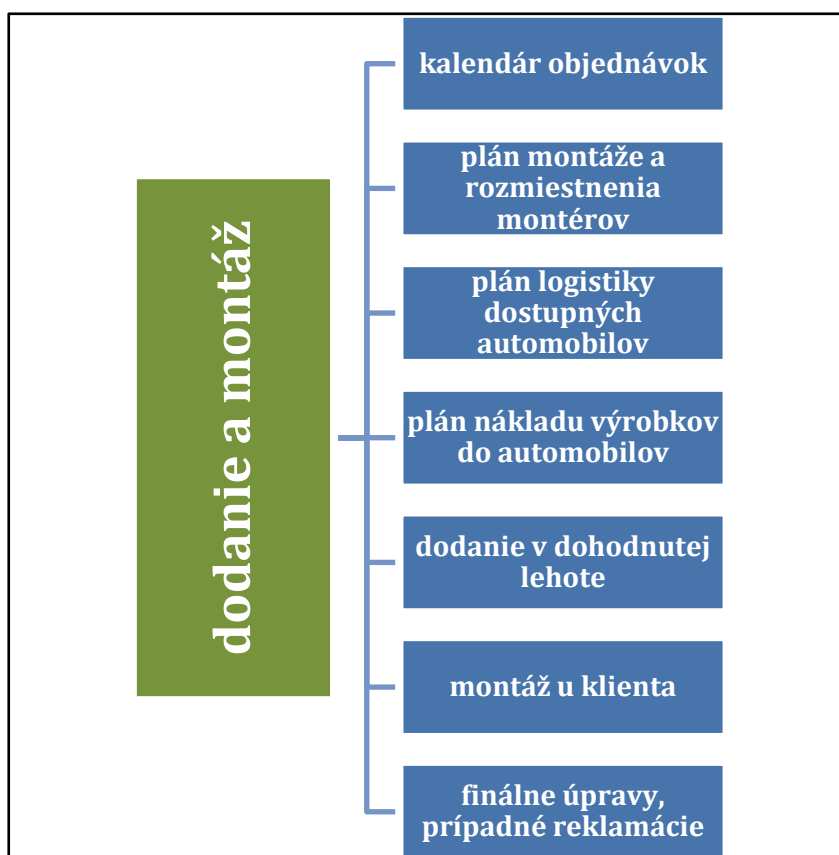 dodanie a montáž
kalendár objednávok
plán montáže a
rozmiestnenia
montérov
plán logistiky
dostupných
automobilov
plán nákladu výrobkov
do automobilov
dodanie v dohodnutej
lehote
montáž u klienta
finálne úpravy,
prípadné reklamácie